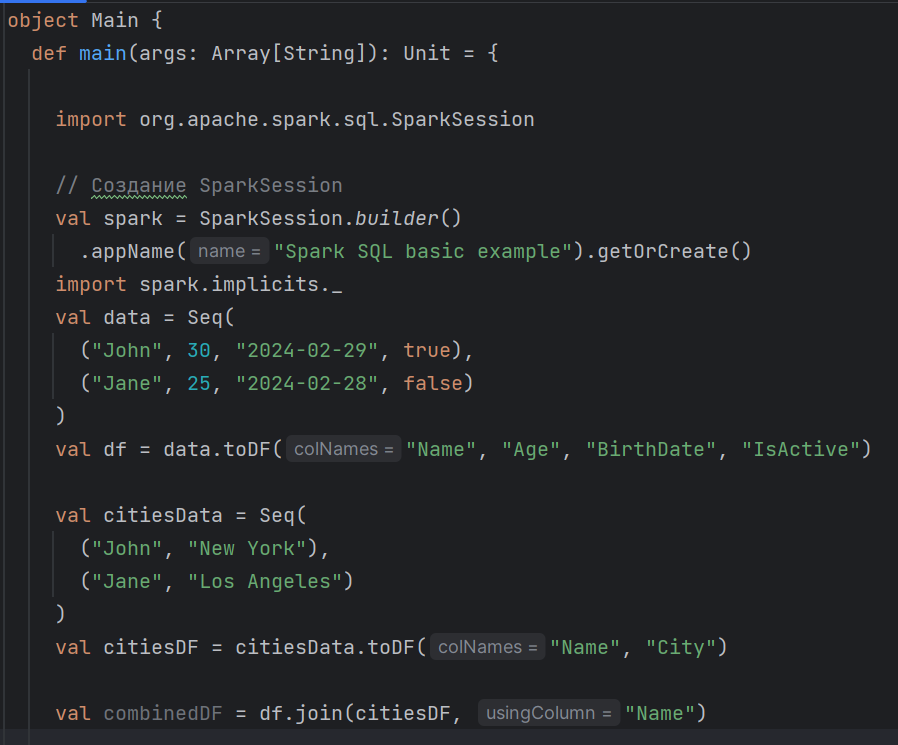 object Main {
def main(args: Array[String]): Unit = {
import org.apache.spark.sql.SparkSession
// Создание SparkSession
val spark = SparkSession.builder()
.appName( name = "Spark SQL basic example").getOrCreate()
import spark.implicits._
val data = Seq(
("John", 30, "2024-02-29", true),
("Jane", 25, "2024-02-28", false)
)
val df = data.toDF( colNames = "Name", "Age", "BirthDate", "IsActive")
val citiesData = Seq(
("John", "New York"),
("Jane", "Los Angeles")
)
val citiesDF = citiesData.toDF( colNames = "Name", "City")
val combinedDF = df.join(citiesDF, usingColumn = "Name")